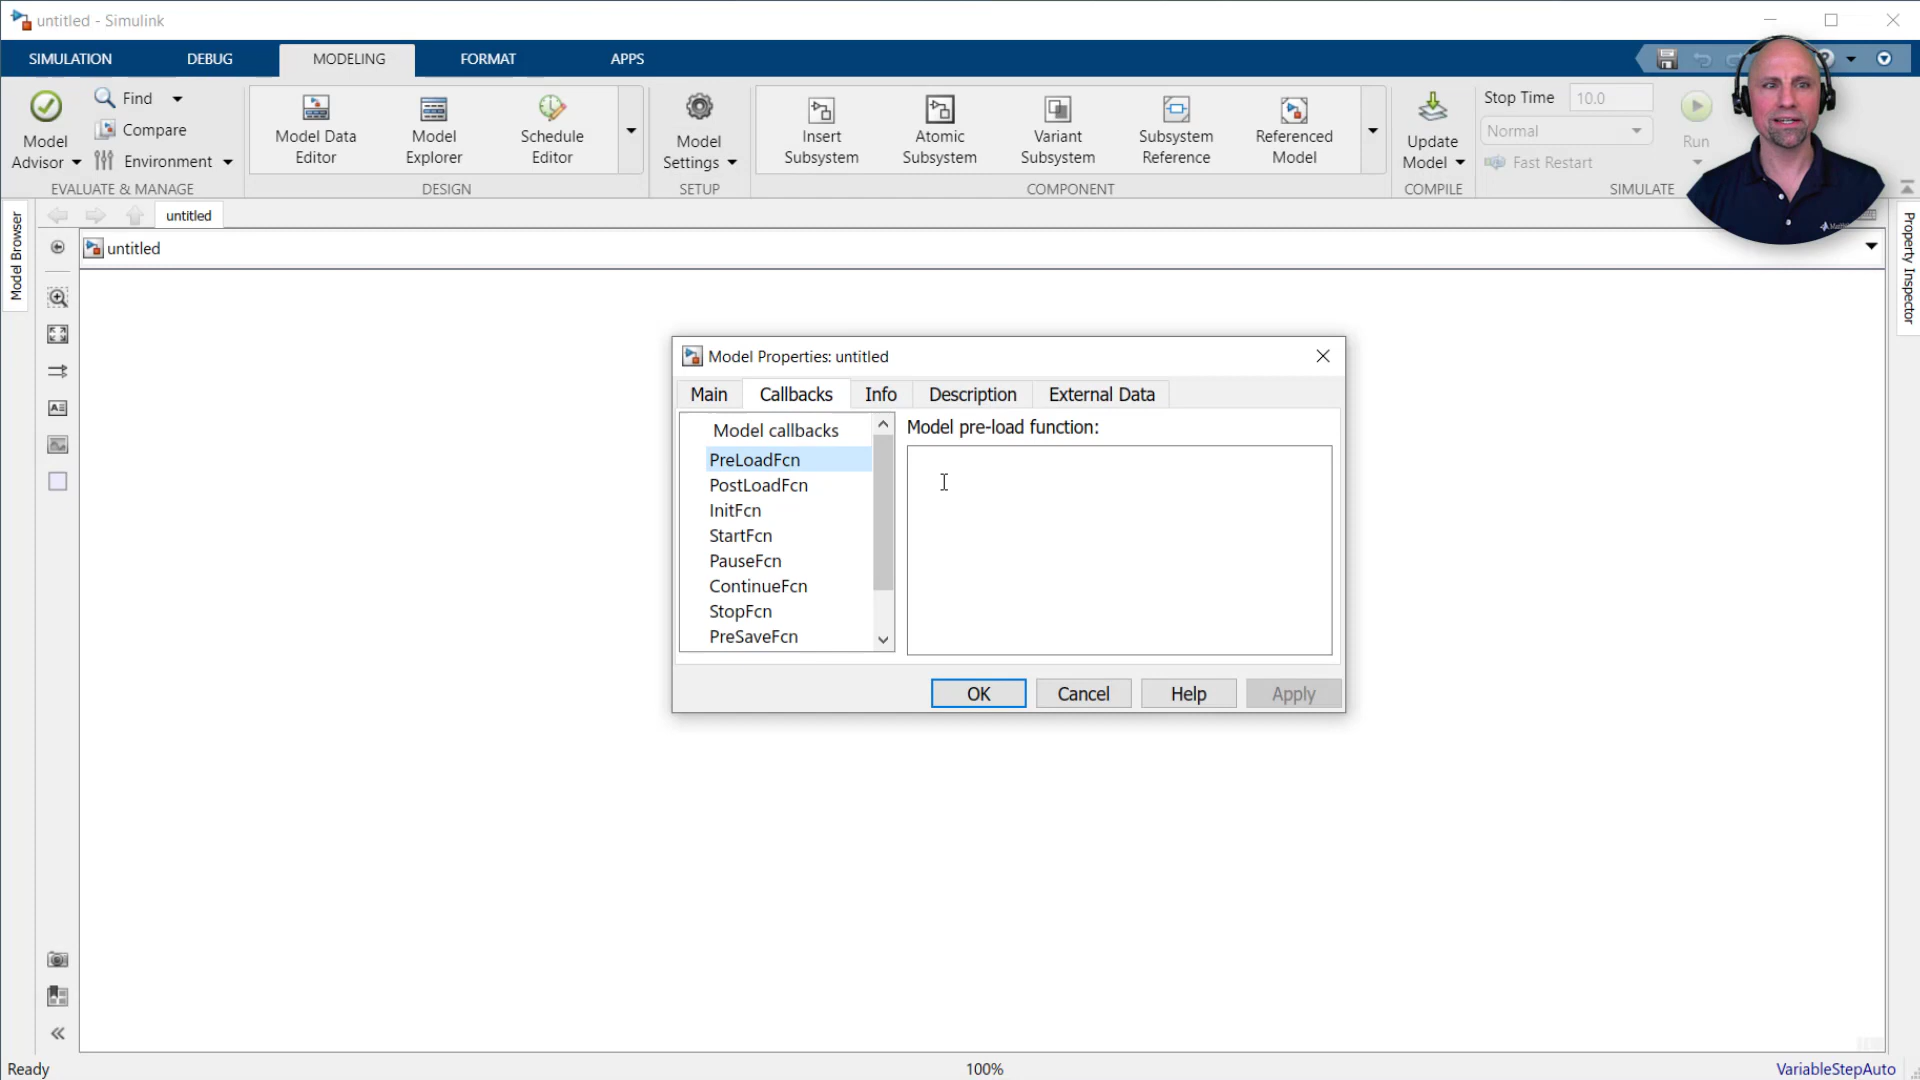 untitled - Simulink
SIMULATION
DEBUG
MODELING
FORMAT
APPS
Model
Advisor
Find
Compare
Environment
EVALUATE & MANAGE
Model Data
Editor
Model
Explorer
Schedule
Editor
DESIGN
Model
Settings
SETUP
Insert
Subsystem
Atomic
Subsystem
Variant
Subsystem
Subsystem
Reference
Referenced
Model
COMPONENT
Update
Model
COMPILE
Stop Time 10.0
Normal
Fast Restart
Run
SIMULATE
Model Browser
untitled
untitled
Property Inspector
Model Properties: untitled
Main
Callbacks
Info
Description
External Data
Model callbacks
PreLoadFcn
PostLoadFcn
InitFcn
StartFcn
PauseFcn
ContinueFcn
StopFcn
PreSaveFcn
Model pre-load function:
OK
Cancel
Help
Apply
Ready
100%
VariableStepAuto